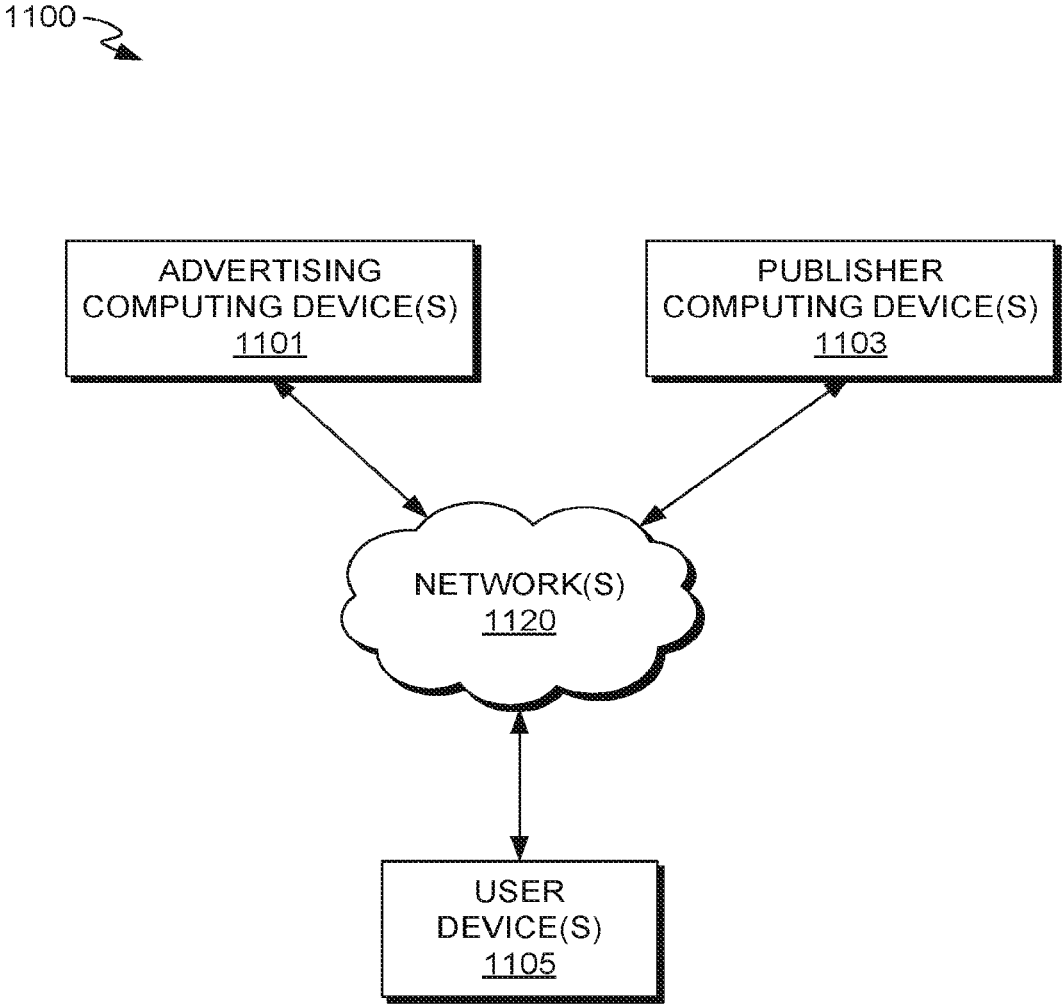 1100
ADVERTISING
COMPUTING DEVICE(S)
1101
PUBLISHER
COMPUTING DEVICE(S)
1103
NETWORK(S)
1120
USER
DEVICE(S)
1105